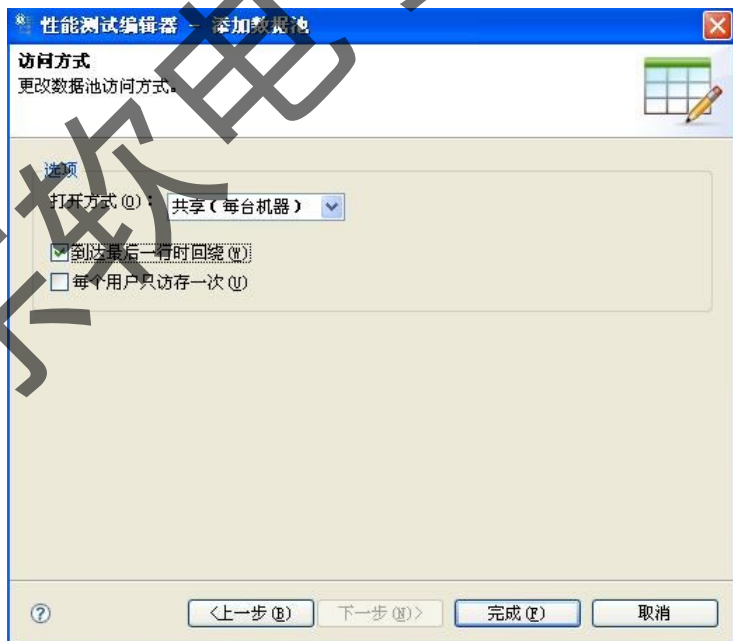 性能测试编辑器 - 添加数据池
访问方式
更改数据池访问方式。
选项
打开方式(O)： 共享(每台机器)
到达最后一行时回绕(W)
每个用户只访存一次(U)
<上一步(B) 下一步(N)> 完成(F) 取消